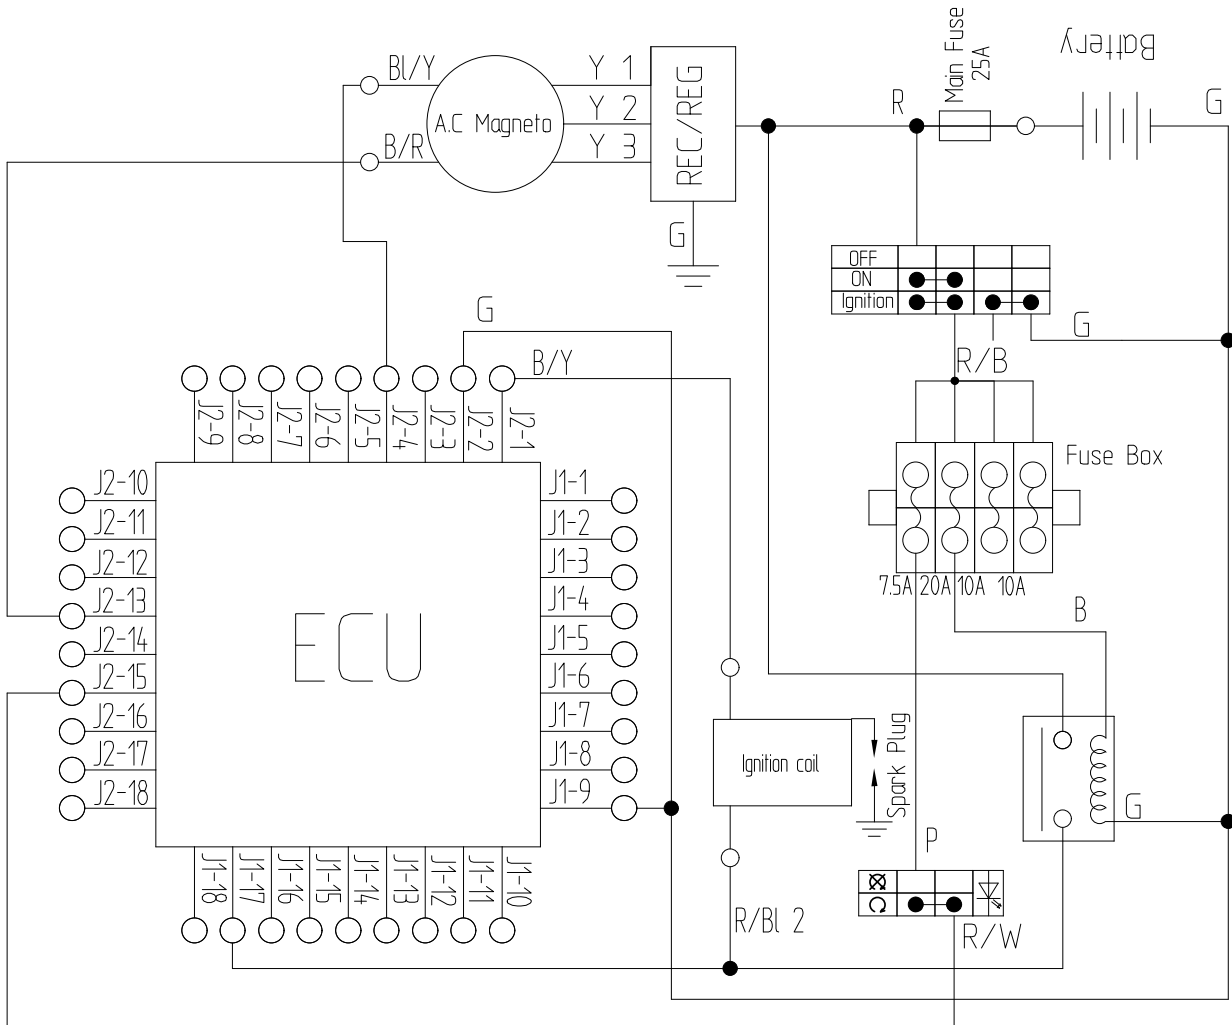 Bl/Y
A.C Magneto
B/R
Y 1
Y 2
Y 3
REC/REG
G
R
Main Fuse
25A
Battery
G
OFF
ON
Ignition
G
R/B
G
B/Y
J2-9
J2-8
J2-7
J2-6
J2-5
J2-4
J2-3
J2-2
J2-1
Fuse Box
7.5A 20A 10A 10A
J2-10
J2-11
J2-12
J2-13
J2-14
J2-15
J2-16
J2-17
J2-18
ECU
J1-1
J1-2
J1-3
J1-4
J1-5
J1-6
J1-7
J1-8
J1-9
J1-18
J1-17
J1-16
J1-15
J1-14
J1-13
J1-12
J1-11
J1-10
Ignition coil
Spark Plug
B
G
P
R/Bl 2
R/W